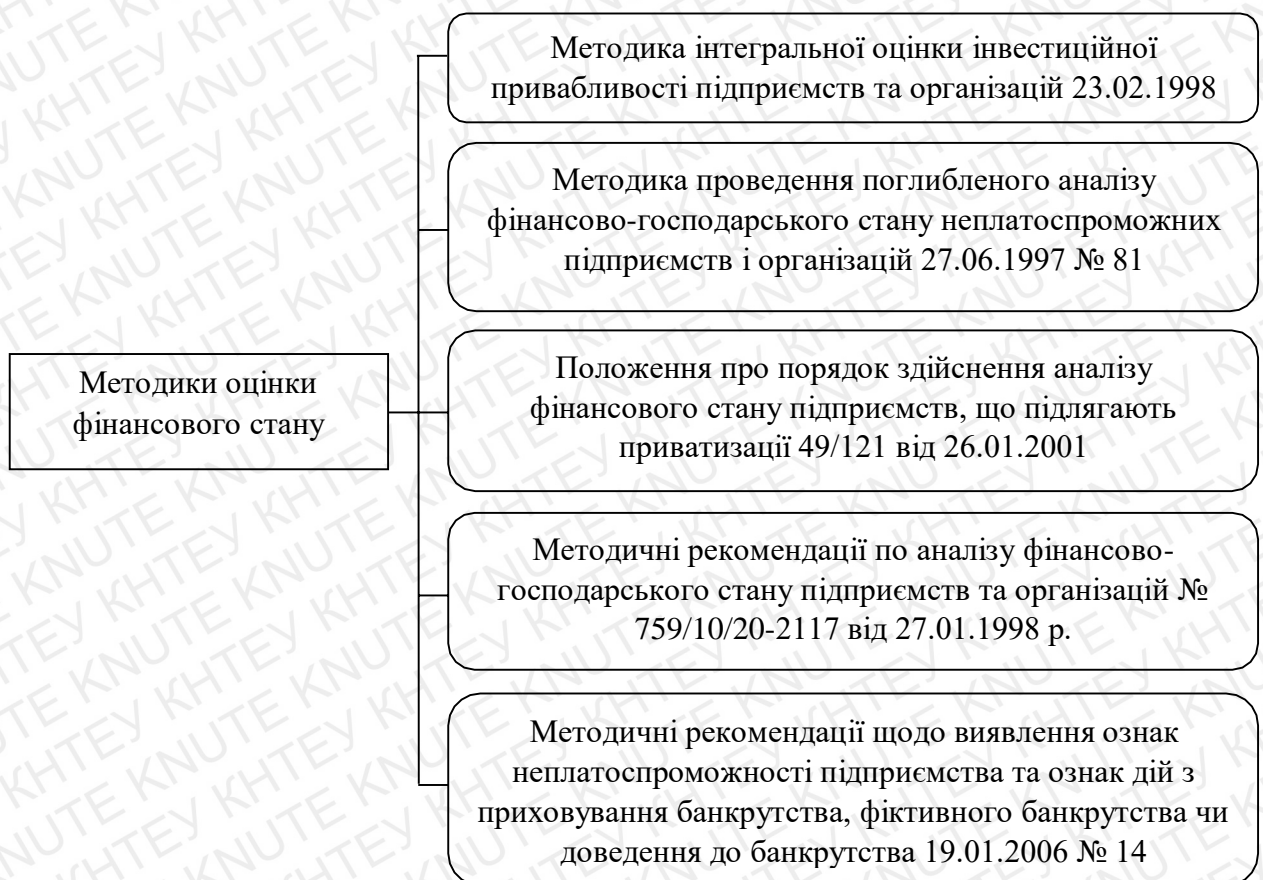 Методика інтегральної оцінки інвестиційної
привабливості підприємств та організацій 23.02.1998
Методика проведення поглибленого аналізу
фінансово-господарського стану неплатоспроможних
підприємств і організацій 27.06.1997 № 81
Методики оцінки
фінансового стану
Положення про порядок здійснення аналізу
фінансового стану підприємств, що підлягають
приватизації 49/121 від 26.01.2001
Методичні рекомендації по аналізу фінансово-
господарського стану підприємств та організацій №
759/10/20-2117 від 27.01.1998 р.
Методичні рекомендації щодо виявлення ознак
неплатоспроможності підприємства та ознак дій з
приховування банкрутства, фіктивного банкрутства чи
доведення до банкрутства 19.01.2006 № 14